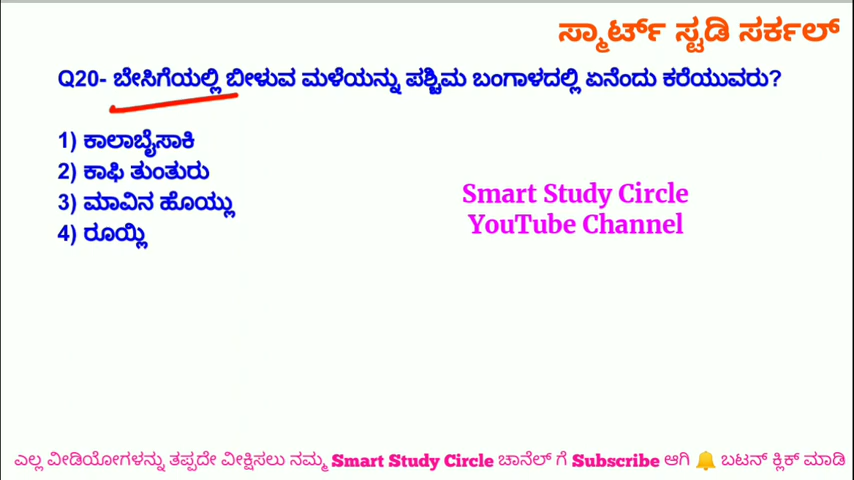 ಸ್ಮಾರ್ಟ್ ಸ್ಟಡಿ ಸರ್ಕಲ್
Q20- ಬೇಸಿಗೆಯಲ್ಲಿ ಬೀಳುವ ಮಳೆಯನ್ನು ಪಶ್ಚಿಮ ಬಂಗಾಳದಲ್ಲಿ ಏನೆಂದು ಕರೆಯುವರು?
1) ಕಾಲಾಬೈಸಾಕಿ
2) ಕಾಫಿ ತುಂತುರು
3) ಮಾವಿನ ಹೊಯ್ಲು
4) ರೂಯ್ಲಿ
Smart Study Circle
YouTube Channel
ಎಲ್ಲ ವೀಡಿಯೋಗಳನ್ನು ತಪ್ಪದೇ ವೀಕ್ಷಿಸಲು ನಮ್ಮ Smart Study Circle ಚಾನೆಲ್ ಗೆ Subscribe ಆಗಿ 🔔 ಬಟನ್ ಕ್ಲಿಕ್ ಮಾಡಿ